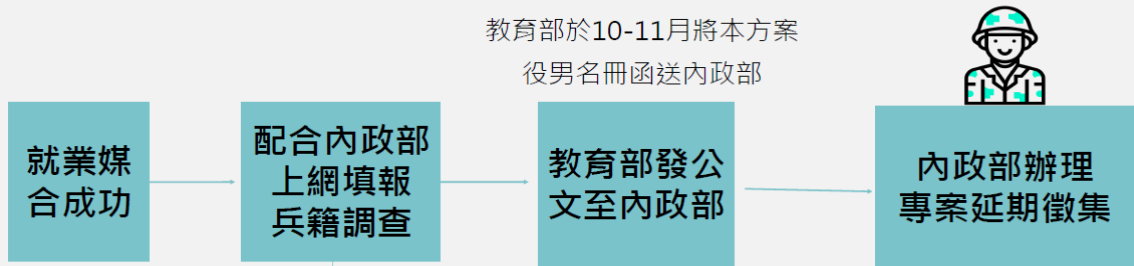 教育部於10-11月將本方案
役男名冊函送內政部
就業媒
合成功
配合內政部
上網填報
兵籍調查
教育部發公
文至內政部
內政部辦理
專案延期徵集